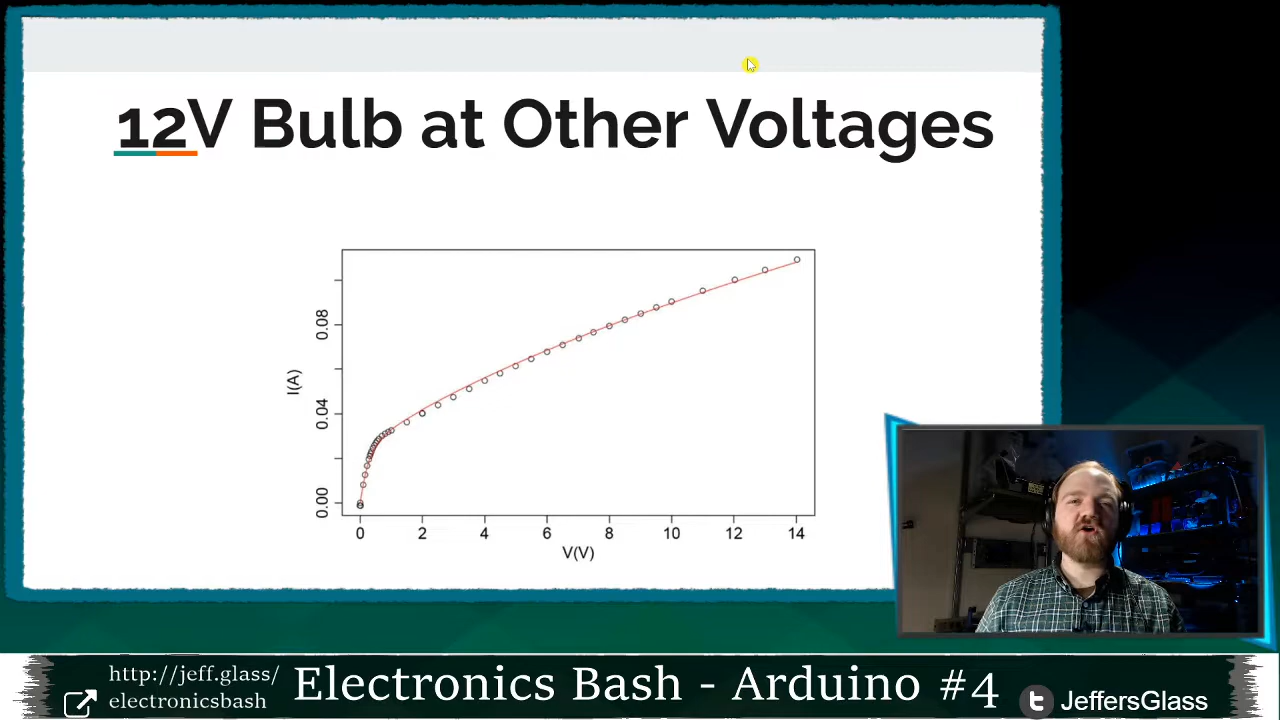 12V Bulb at Other Voltages
I(A)
0.08
0.04
0.00
0 2 4 6 8 10 12 14
V(V)
http://jeff.glass/
electronicsbash
Electronics Bash - Arduino #4
JeffersGlass